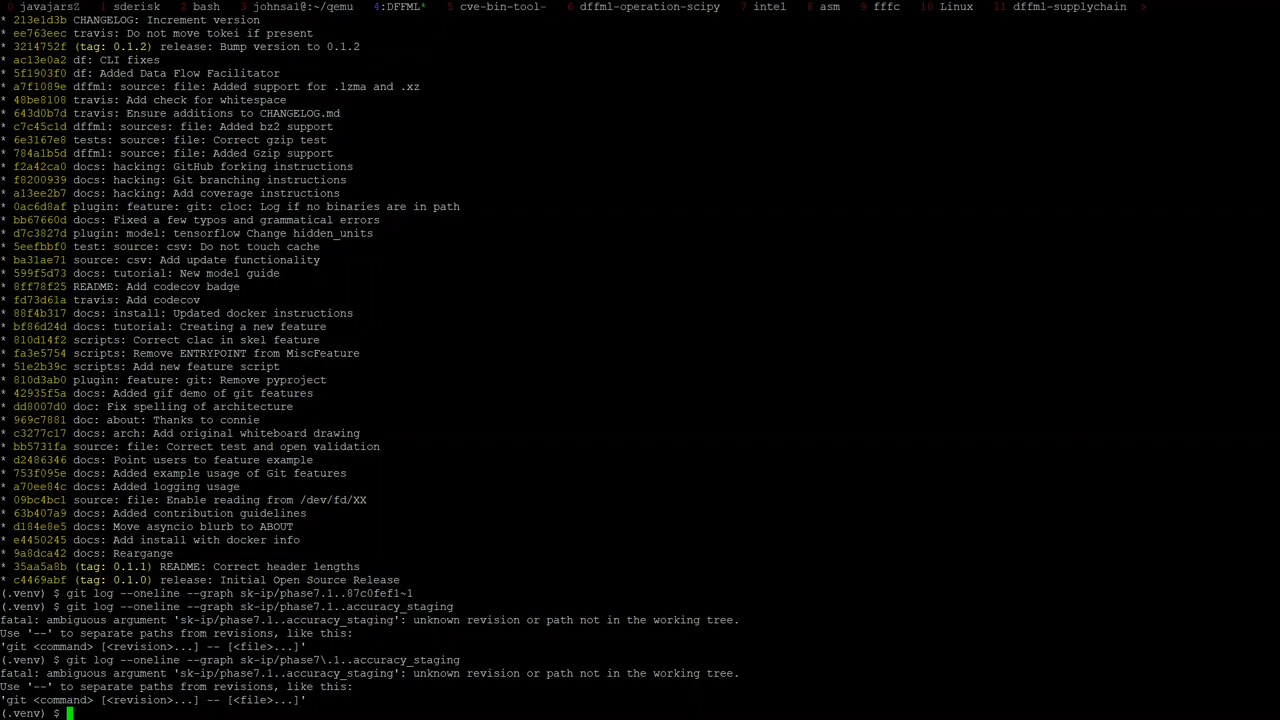 0 javajarsZ  1 sderisk  2 bash  3 johnsa1@:~/qemu  4:DFFML*  5 cve-bin-tool-  6 dffml-operation-scipy  7 intel  8 asm  9 fffc  10 Linux  11 dffml-supplychain  >
* 213e1d3b CHANGELOG: Increment version
* ee763eec travis: Do not move tokei if present
* 3214752f (tag: 0.1.2) release: Bump version to 0.1.2
* ac13e0a2 df: CLI fixes
* 5f1903f0 df: Added Data Flow Facilitator
* a7f1089e dffml: source: file: Added support for .lzma and .xz
* 48be8108 travis: Add check for whitespace
* 643d0b7d travis: Ensure additions to CHANGELOG.md
* c7c45c1d dffml: sources: file: Added bz2 support
* 6e3167e8 tests: source: file: Correct gzip test
* 784a1b5d dffml: source: file: Added Gzip support
* f2a42ca0 docs: hacking: GitHub forking instructions
* f8200939 docs: hacking: Git branching instructions
* a13ee2b7 docs: hacking: Add coverage instructions
* 0ac6d8af plugin: feature: git: cloc: Log if no binaries are in path
* bb67660d docs: Fixed a few typos and grammatical errors
* d7c3827d plugin: model: tensorflow Change hidden_units
* 5eefbbf0 test: source: csv: Do not touch cache
* ba31ae71 source: csv: Add update functionality
* 599f5d73 docs: tutorial: New model guide
* 8ff78f25 README: Add codecov badge
* fd73d61a travis: Add codecov
* 88f4b317 docs: install: Updated docker instructions
* bf86d24d docs: tutorial: Creating a new feature
* 810d14f2 scripts: Correct clac in skel feature
* fa3e5754 scripts: Remove ENTRYPOINT from MiscFeature
* 51e2b39c scripts: Add new feature script
* 810d3ab0 plugin: feature: git: Remove pyproject
* 42935f5a docs: Added gif demo of git features
* dd8007d0 doc: Fix spelling of architecture
* 969c7881 doc: about: Thanks to connie
* c3277c17 docs: arch: Add original whiteboard drawing
* bb5731fa source: file: Correct test and open validation
* d2486346 docs: Point users to feature example
* 753f095e docs: Added example usage of Git features
* a70ee84c docs: Added logging usage
* 09bc4bc1 source: file: Enable reading from /dev/fd/XX
* 63b407a9 docs: Added contribution guidelines
* d184e8e5 docs: Move asyncio blurb to ABOUT
* e4450245 docs: Add install with docker info
* 9a8dca42 docs: Reargange
* 35aa5a8b (tag: 0.1.1) README: Correct header lengths
* c4469abf (tag: 0.1.0) release: Initial Open Source Release
(.venv) $ git log --oneline --graph sk-ip/phase7.1..87c0fef1~1
(.venv) $ git log --oneline --graph sk-ip/phase7.1..accuracy_staging
fatal: ambiguous argument 'sk-ip/phase7.1..accuracy_staging': unknown revision or path not in the working tree.
Use '--' to separate paths from revisions, like this:
'git <command> [<revision>...] -- [<file>...]'
(.venv) $ git log --oneline --graph sk-ip/phase7\.1..accuracy_staging
fatal: ambiguous argument 'sk-ip/phase7.1..accuracy_staging': unknown revision or path not in the working tree.
Use '--' to separate paths from revisions, like this:
'git <command> [<revision>...] -- [<file>...]'
(.venv) $